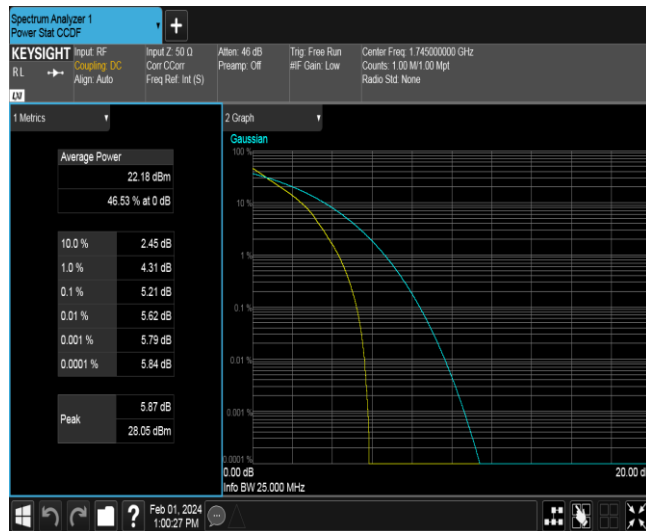 Spectrum Analyzer 1
Power Stat CCDF
+
KEYSIGHT
RL
LXI
Input: RF
Coupling: DC
Align: Auto
Input Z: 50 Ω
Corr CCorr
Freq Ref: Int (S)
Atten: 46 dB
Preamp: Off
Trig: Free Run
#IF Gain: Low
Center Freq: 1.745000000 GHz
Counts: 1.00 M/1.00 Mpt
Radio Std: None
1 Metrics
Average Power
22.18 dBm
46.53 % at 0 dB
10.0 % 2.45 dB
1.0 % 4.31 dB
0.1 % 5.21 dB
0.01 % 5.62 dB
0.001 % 5.79 dB
0.0001 % 5.84 dB
Peak
5.87 dB
28.05 dBm
2 Graph
Gaussian
100 %
10 %
1 %
0.1 %
0.01 %
0.001 %
0.0001 %
0.00 dB
20.00 d
Info BW 25.000 MHz
?
Feb 01, 2024
1:00:27 PM